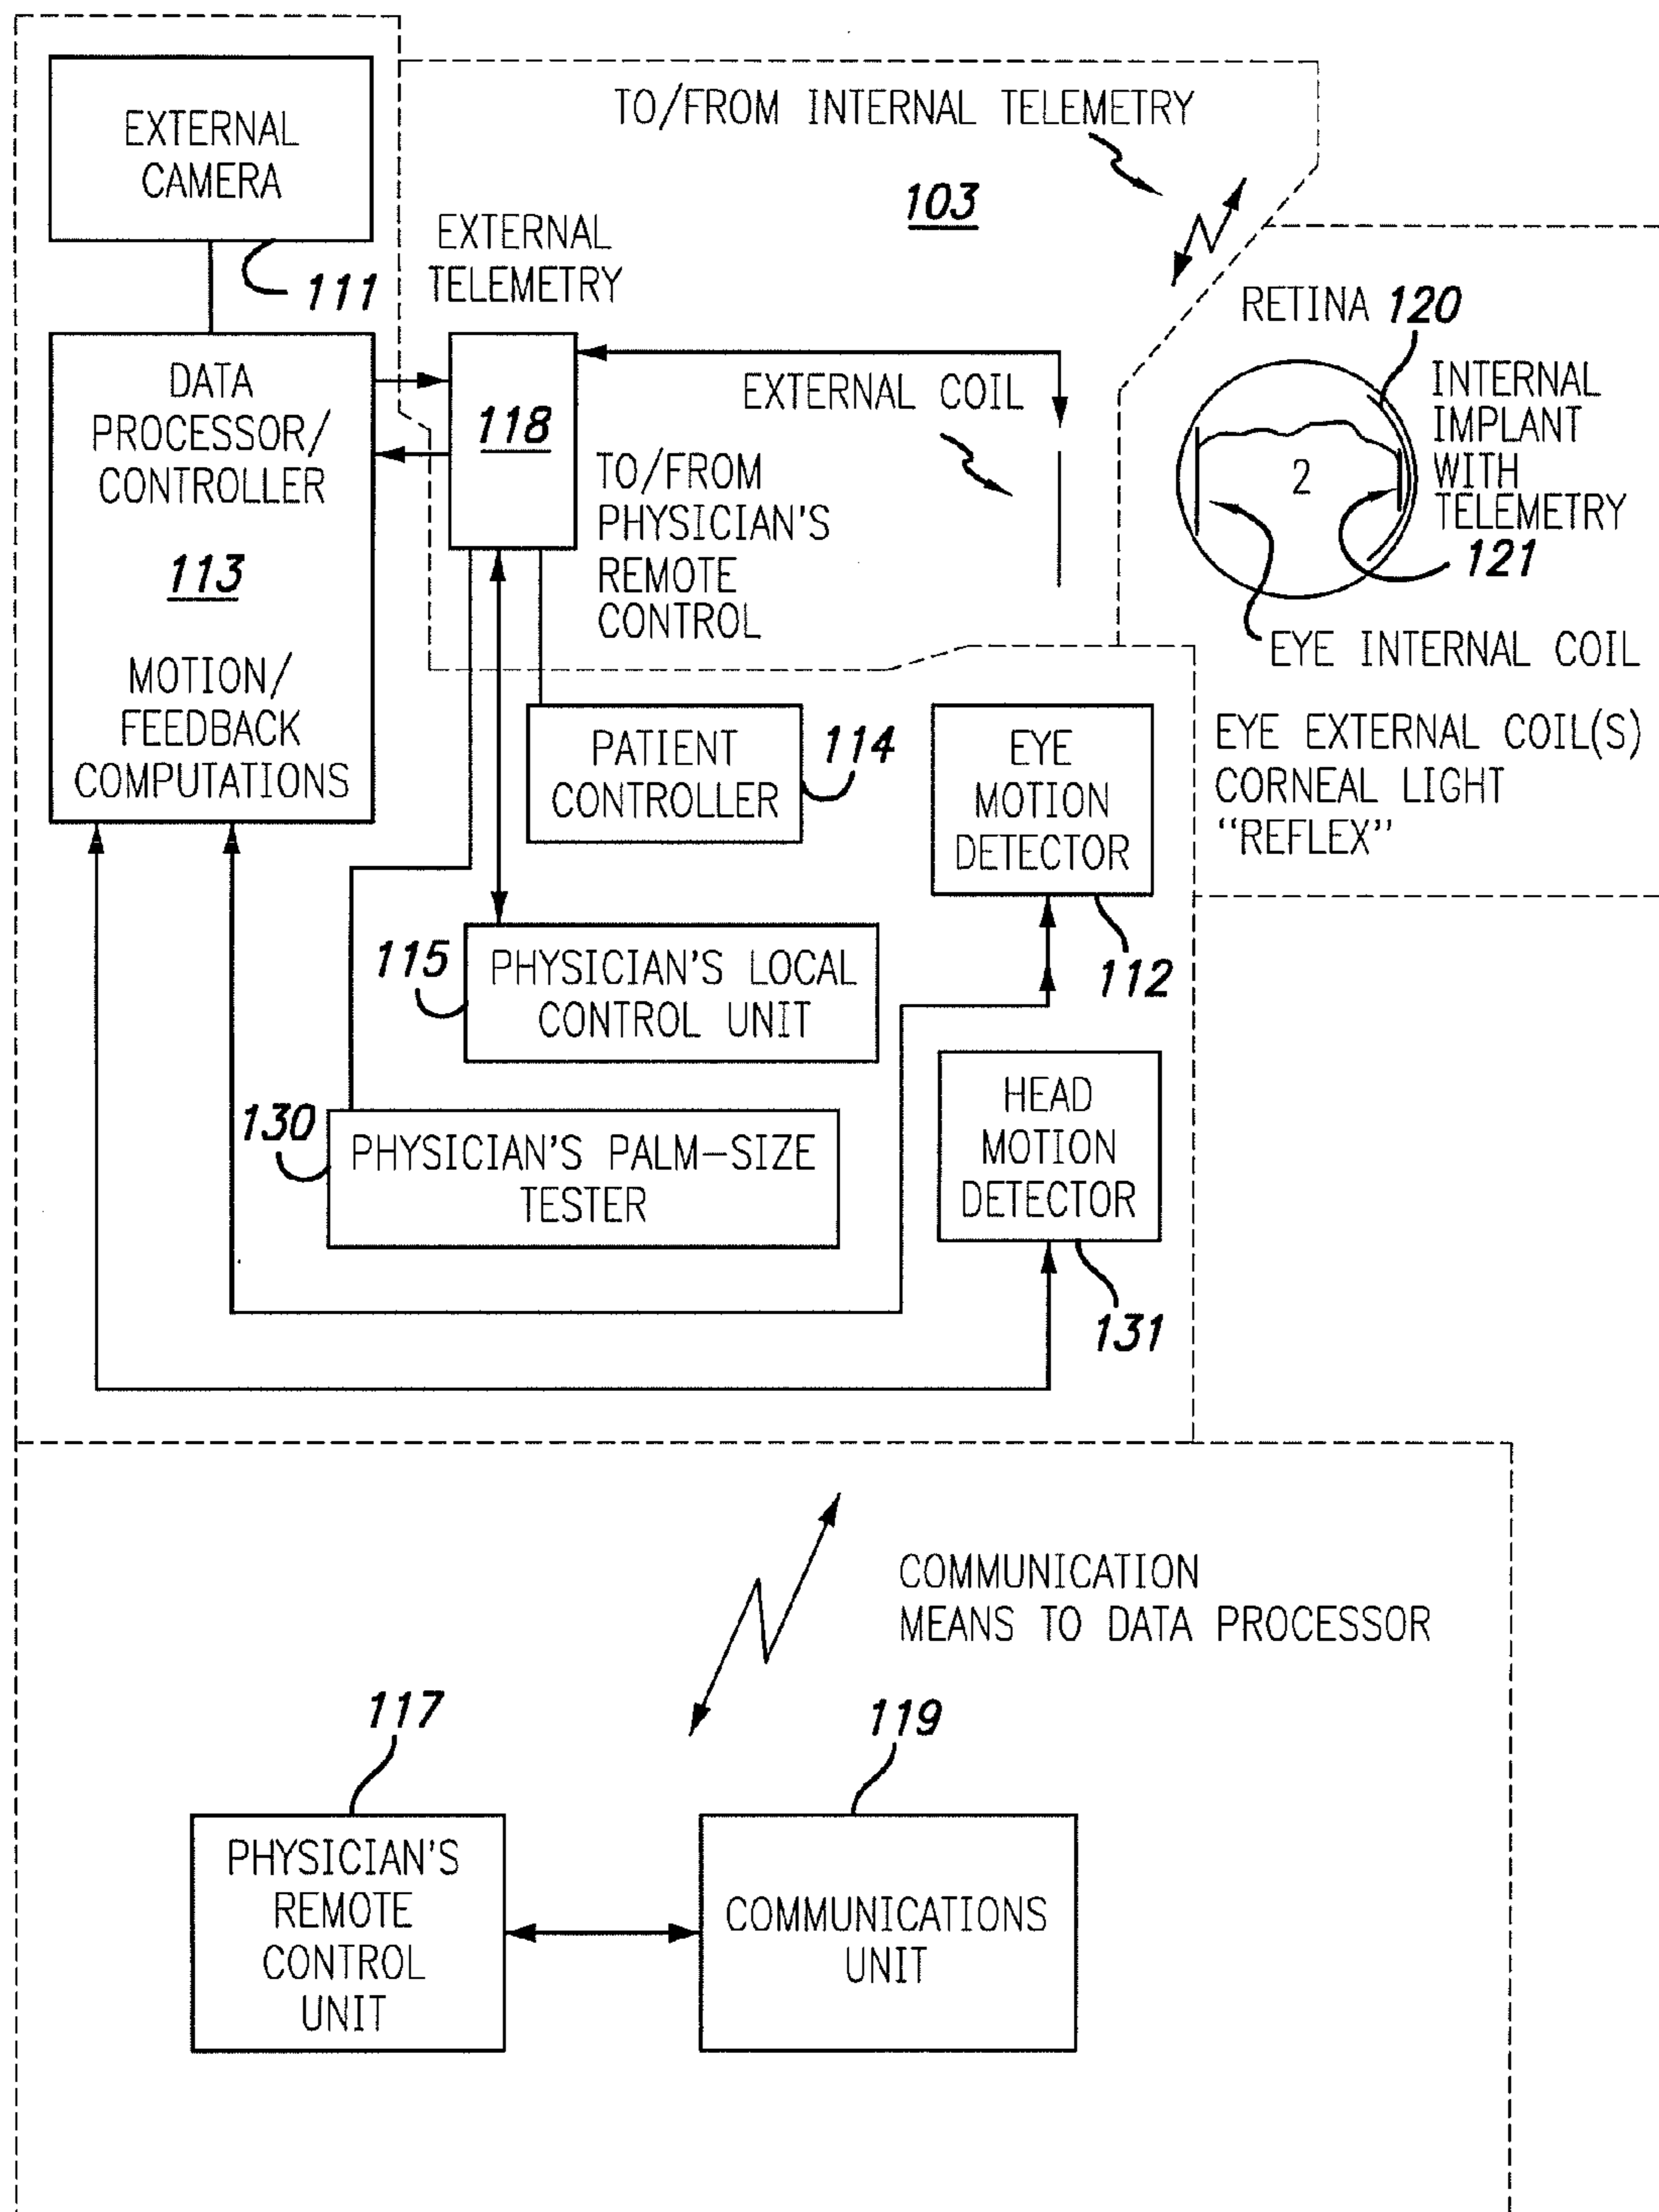 EXTERNAL
CAMERA
111
TO/FROM INTERNAL TELEMETRY
103
EXTERNAL
TELEMETRY
118
DATA
PROCESSOR/
CONTROLLER
113
MOTION/
FEEDBACK
COMPUTATIONS
EXTERNAL COIL
TO/FROM
PHYSICIAN'S
REMOTE
CONTROL
RETINA 120
2
INTERNAL
IMPLANT
WITH
TELEMETRY
121
EYE INTERNAL COIL
EYE EXTERNAL COIL(S)
CORNEAL LIGHT
"REFLEX"
PATIENT
CONTROLLER
114
EYE
MOTION
DETECTOR
112
115
PHYSICIAN'S LOCAL
CONTROL UNIT
130
PHYSICIAN'S PALM-SIZE
TESTER
HEAD
MOTION
DETECTOR
131
COMMUNICATION
MEANS TO DATA PROCESSOR
117
PHYSICIAN'S
REMOTE
CONTROL
UNIT
119
COMMUNICATIONS
UNIT